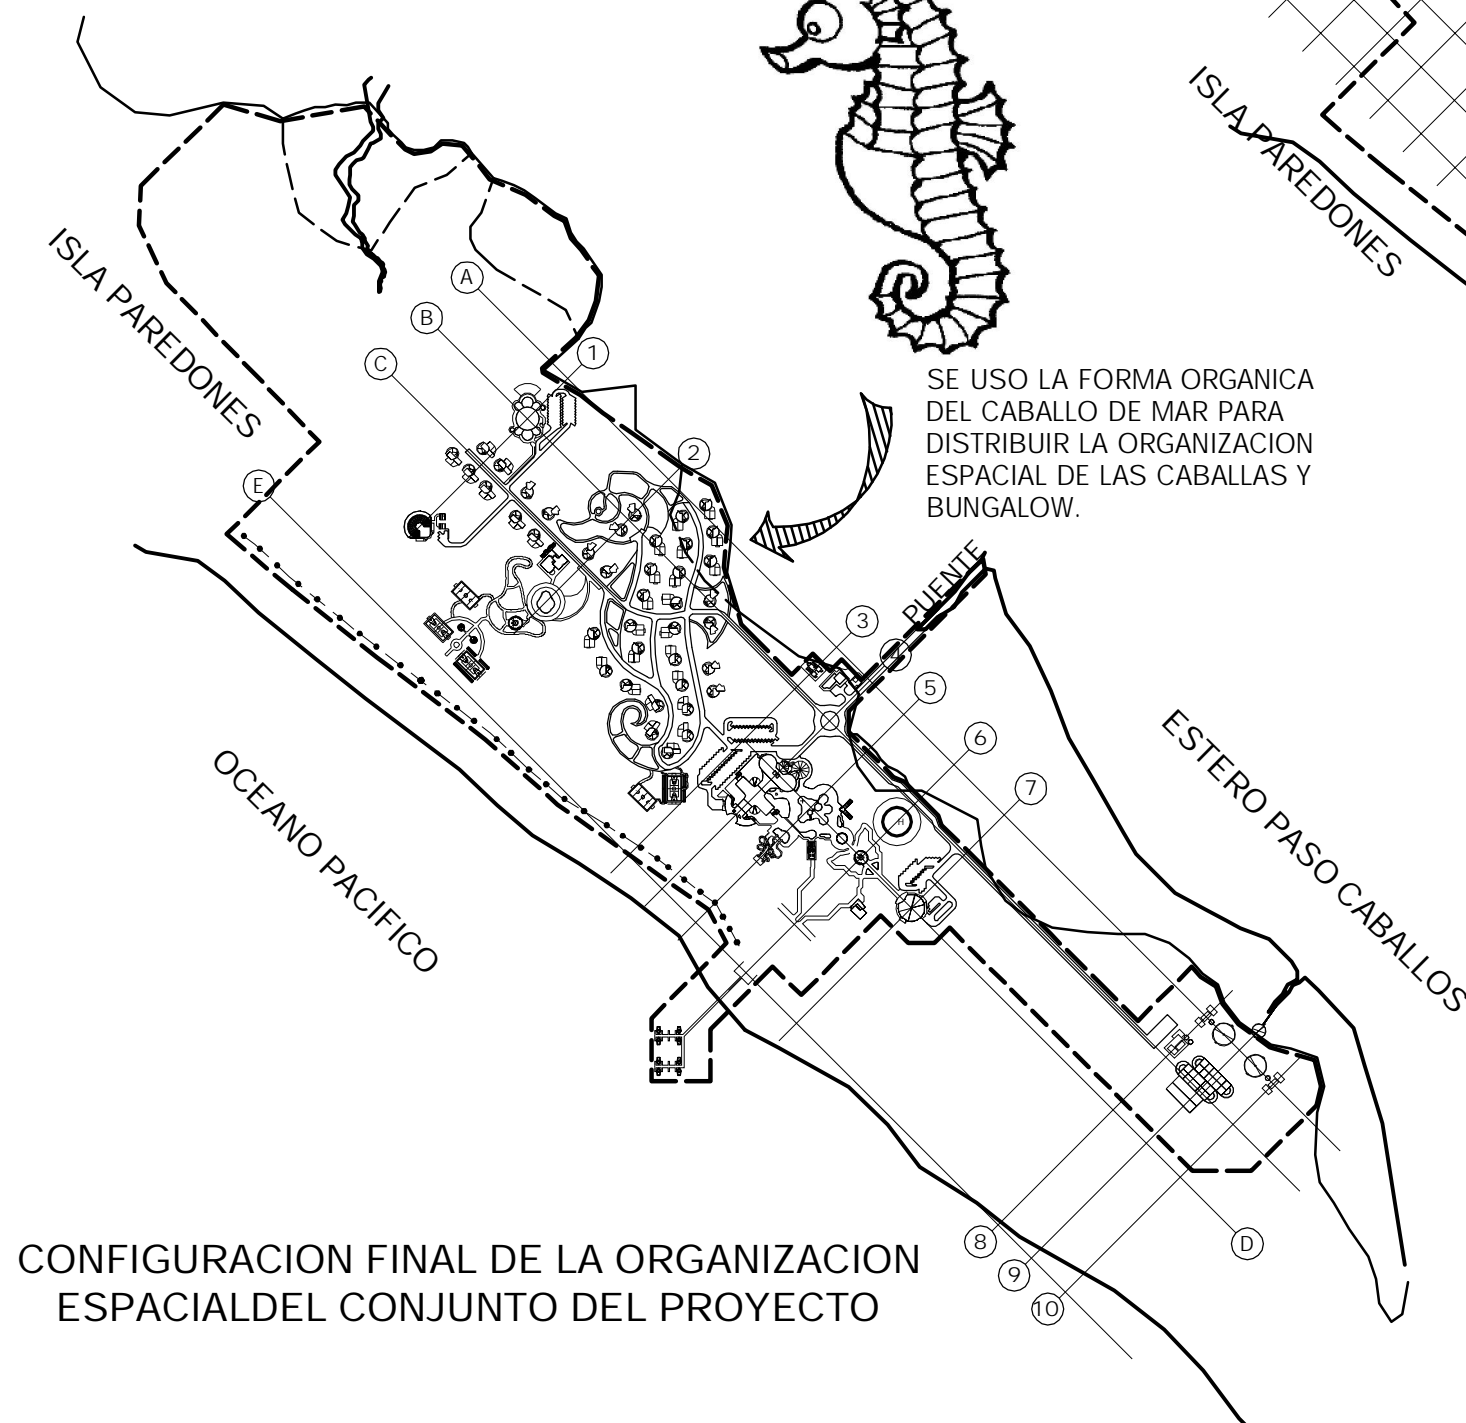 ISLA PAREDONES
ISLA PAREDONES
A
B
C
1
SE USO LA FORMA ORGANICA
DEL CABALLO DE MAR PARA
DISTRIBUIR LA ORGANIZACION
ESPACIAL DE LAS CABALLAS Y
BUNGALOW.
2
E
PUENTE
3
4
5
6
7
H
ESTERO PASO CABALLOS
OCEANO PACIFICO
8
9
10
D
CONFIGURACION FINAL DE LA ORGANIZACION
ESPACIALDEL CONJUNTO DEL PROYECTO